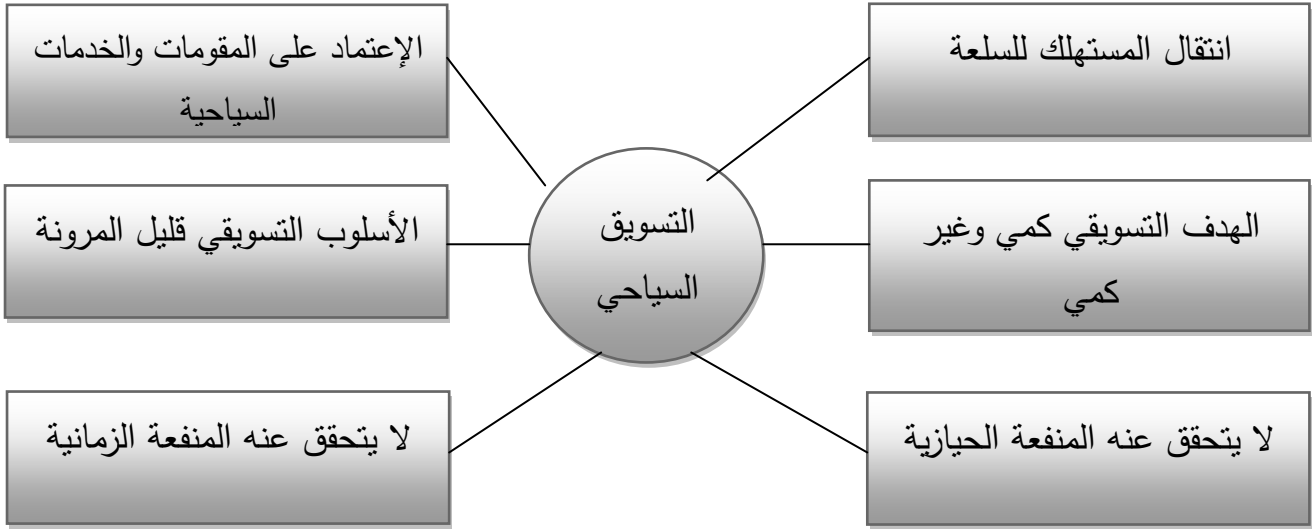 انتقال المستهلك للسلعة
الإعتماد على المقومات والخدمات
السياحية
التسويق
السياحي
الهدف التسويقي كمي وغير
كمي
الأسلوب التسويقي قليل المرونة
لا يتحقق عنه المنفعة الحيازية
لا يتحقق عنه المنفعة الزمانية